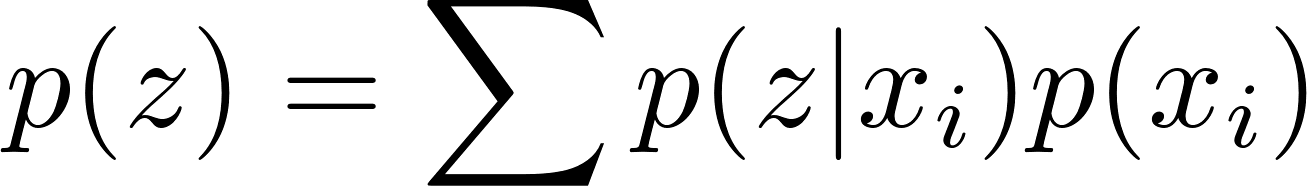 p(z) = ∑ p(z|x_i)p(x_i)